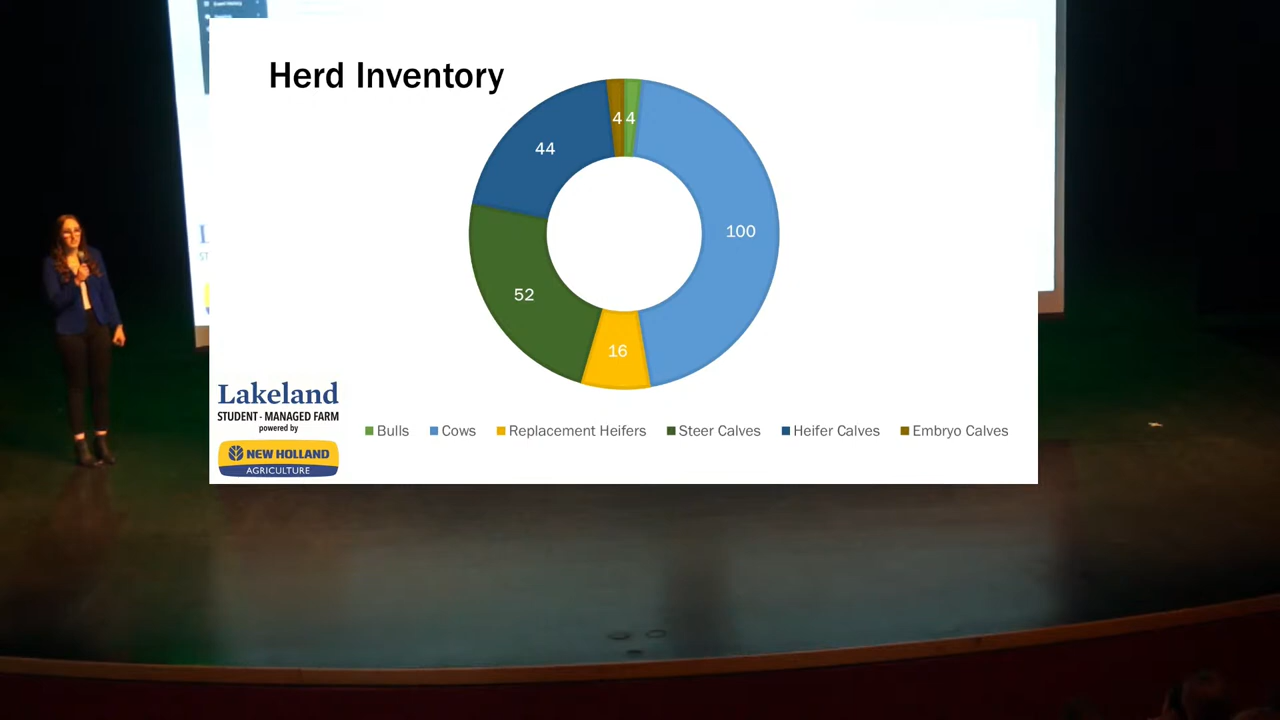 Herd Inventory
4 4
44
100
52
16
Lakeland
STUDENT - MANAGED FARM
powered by
NEW HOLLAND
AGRICULTURE
Bulls Cows Replacement Heifers Steer Calves Heifer Calves Embryo Calves